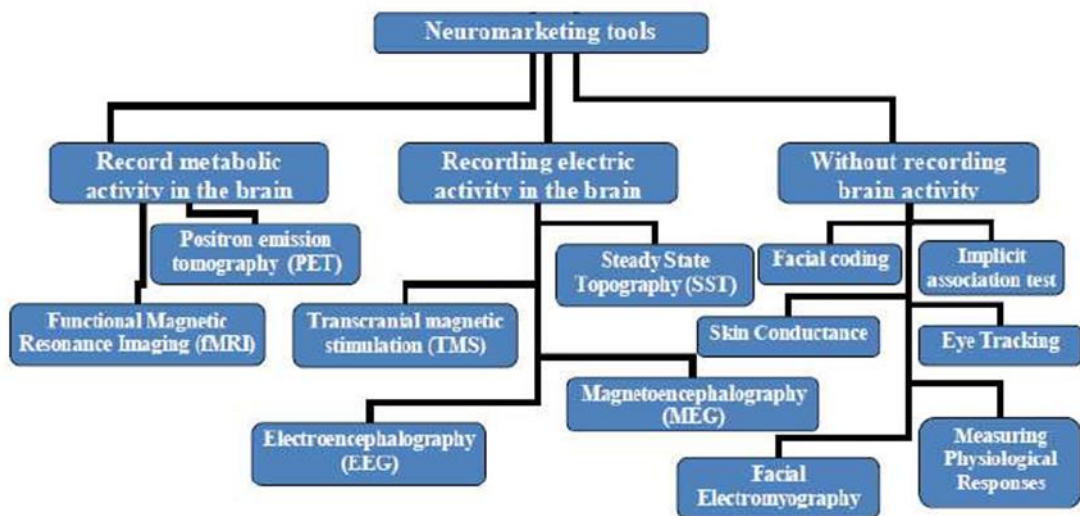 Neuromarketing tools
Record metabolic
activity in the brain
Recording electric
activity in the brain
Without recording
brain activity
Positron emission
tomography (PET)
Functional Magnetic
Resonance Imaging (fMRI)
Steady State
Topography (SST)
Transcranial magnetic
stimulation (TMS)
Magnetoencephalography
(MEG)
Electroencephalography
(EEG)
Facial coding
Implicit
association test
Skin Conductance
Eye Tracking
Measuring
Physiological
Responses
Facial
Electromyography